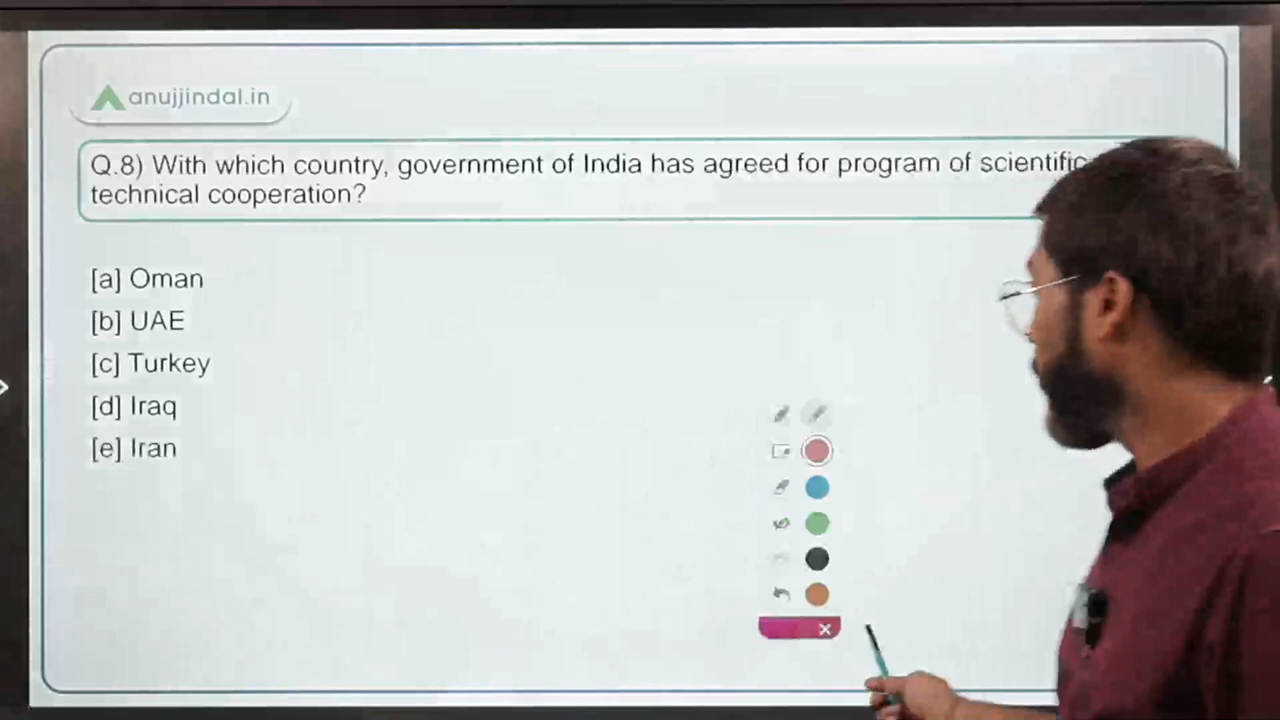 anujjindal.in
Q.8) With which country, government of India has agreed for program of scientific
technical cooperation?
[a] Oman
[b] UAE
[c] Turkey
[d] Iraq
[e] Iran